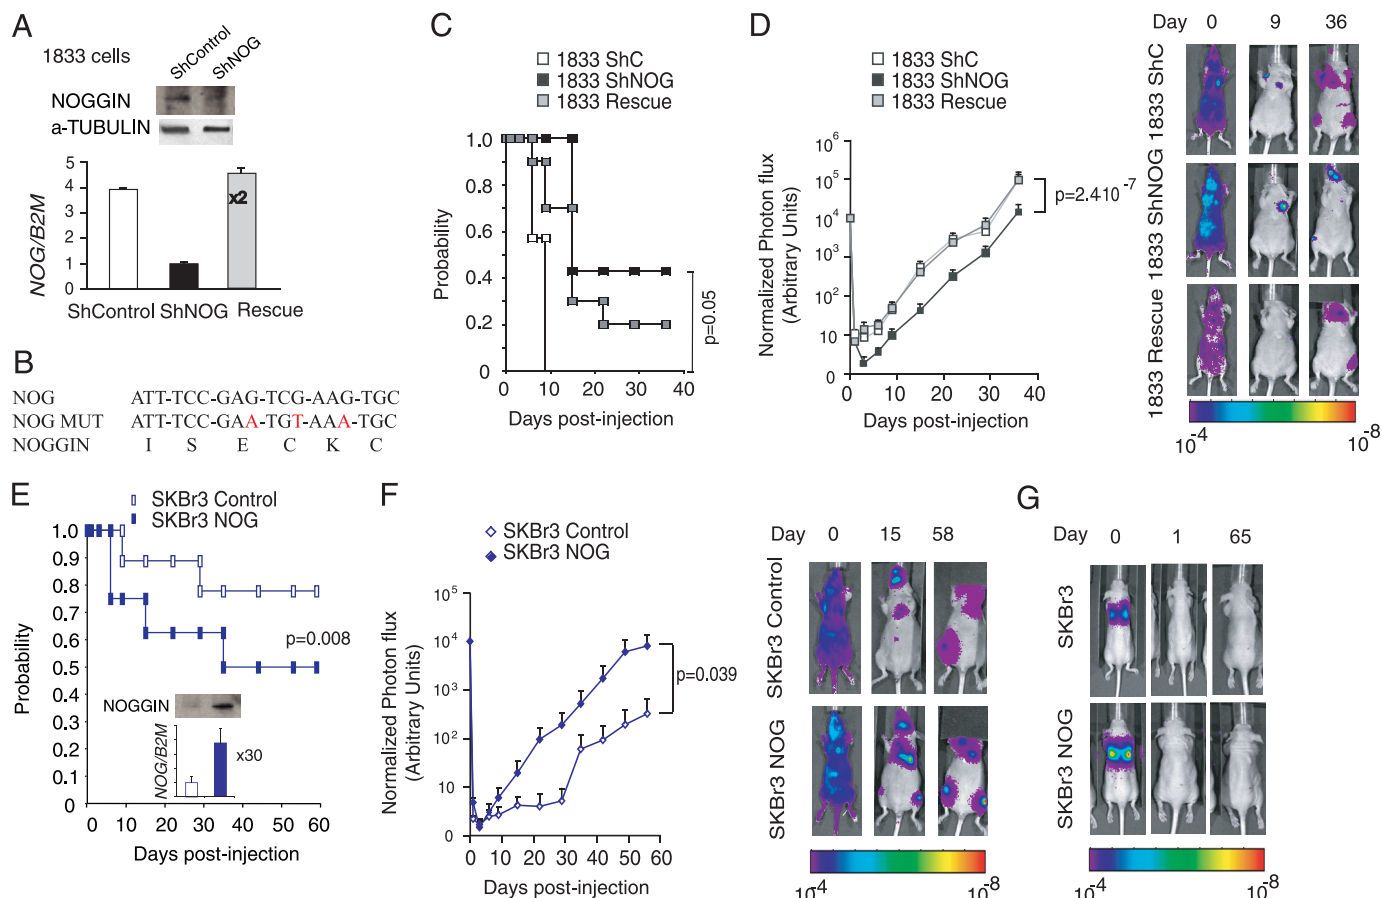 A
1833 cells
ShControl
ShNOG
NOGGIN
a-TUBULIN
NOG/B2M
5
4
3
2
1
0
x2
ShControl ShNOG Rescue
B
NOG ATT-TCC-GAG-TCG-AAG-TGC
NOG MUT ATT-TCC-GAA-TGT-AAA-TGC
NOGGIN I S E C K C
C
1833 ShC
1833 ShNOG
1833 Rescue
Probability
1.0
0.8
0.6
0.4
0.2
0 10 20 30 40
Days post-injection
p=0.05
D
1833 ShC
1833 ShNOG
1833 Rescue
Normalized Photon flux
(Arbitrary Units)
10^6
10^5
10^4
10^3
10^2
10
0
0 10 20 30 40
Days post-injection
p=2.410^-7
Day 0 9 36
1833 ShC
1833 ShNOG
1833 Rescue
10^-4 10^-8
E
SKBr3 Control
SKBr3 NOG
Probability
1.0
0.9
0.8
0.7
0.6
0.5
0.4
0.3
0.2
0.1
0
p=0.008
NOGGIN
NOG/B2M
x30
0 10 20 30 40 50 60
Days post-injection
F
SKBr3 Control
SKBr3 NOG
Normalized Photon flux
(Arbitrary Units)
10^5
10^4
10^3
10^2
10
0
0 10 20 30 40 50 60
Days post-injection
p=0.039
Day 0 15 58
SKBr3 Control
SKBr3 NOG
10^-4 10^-8
G
Day 0 1 65
SKBr3
SKBr3 NOG
10^-4 10^-8